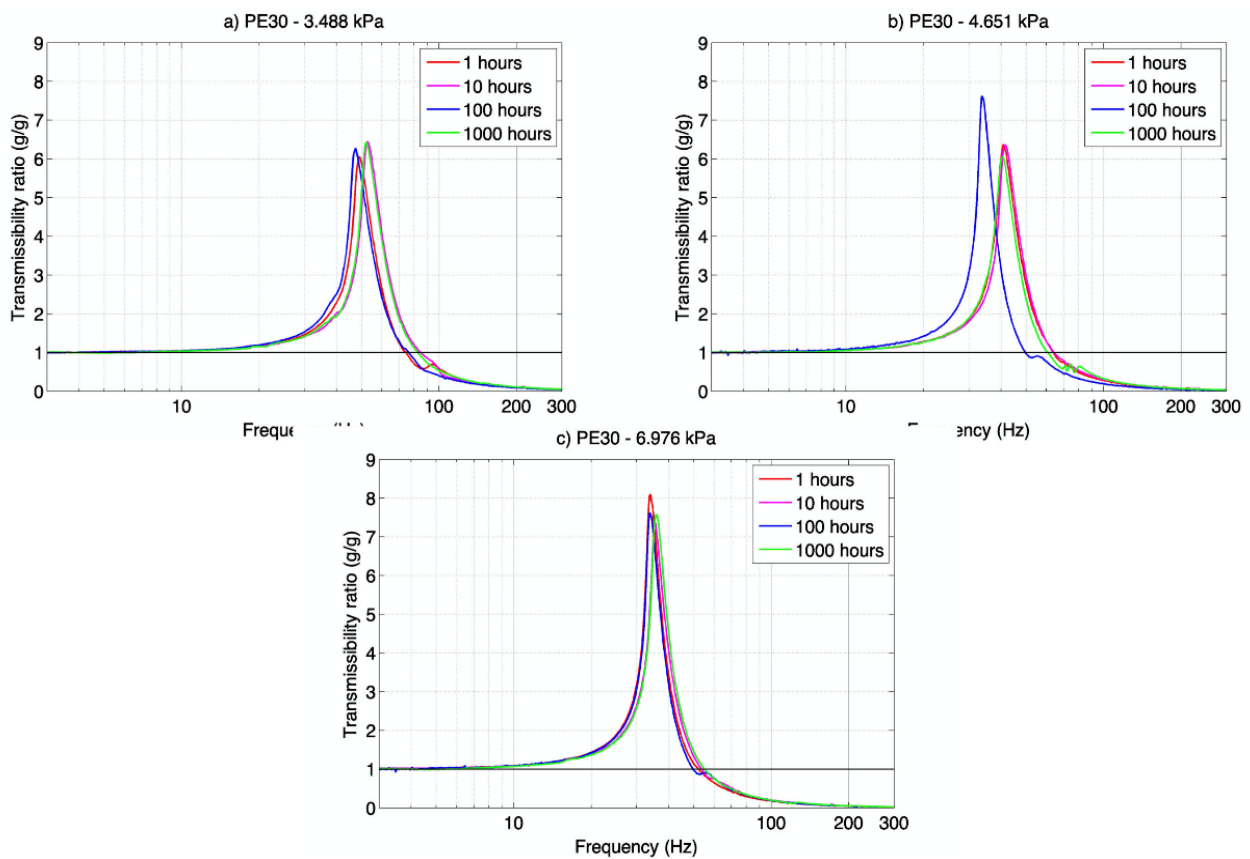 a) PE30 - 3.488 kPa
Transmissibility ratio (g/g)
9
8
7
6
5
4
3
2
1
0
1 hours
10 hours
100 hours
1000 hours
10
100
200
300
(Hz)
b) PE30 - 4.651 kPa
Transmissibility ratio (g/g)
9
8
7
6
5
4
3
2
1
0
1 hours
10 hours
100 hours
1000 hours
10
100
200
300
(Hz)
c) PE30 - 6.976 kPa
Transmissibility ratio (g/g)
9
8
7
6
5
4
3
2
1
0
1 hours
10 hours
100 hours
1000 hours
10
100
200
300
Frequency (Hz)